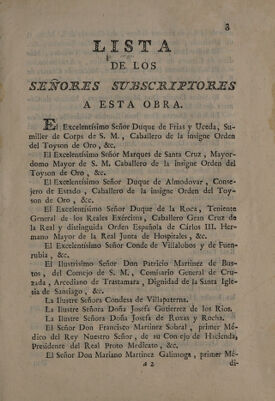 3
LISTA
DE LOS
SEÑORES SUBSCRIPTORES
A ESTA OBRA.
El Excelentísimo Señor Duque de Frias y Uceda, Su-
miller de Corps de S. M., Caballero de la insigne Orden
del Toyson de Oro, &c.
El Excelentísimo Señor Marques de Santa Cruz, Mayor-
domo Mayor de S. M. Caballero de la insigne Orden del
Toyson de Oro, &c.
El Excelentísimo Señor Duque de Almodovar, Conse-
jero de Estado, Caballero de la insigne Orden del Toy-
son de Oro, &c.
El Excelentísimo Señor Duque de la Roca, Teniente
General de los Reales Exércitos, Caballero Gran Cruz de
la Real y distinguida Orden Española de Cárlos III. Her-
mano Mayor de la Real Junta de Hospitales, &c.
El Excelentísimo Señor Conde de Villalobos y de Fuen-
rubia, &c.
El Ilustrísimo Señor Don Patricio Martinez de Bus-
tos, del Consejo de S. M., Comisario General de Cru-
zada, Arcediano de Trastamara, Dignidad de la Santa Igle-
sia de Santiago, &c.
La Ilustre Señora Condesa de Villapaterna.
La Ilustre Señora Doña Josefa Gutierrez de los Rios.
La Ilustre Señora Doña Josefa de Roxas y Rocha.
El Señor Don Francisco Martinez Sobral, primer Mé-
dico del Rey Nuestro Señor, de su Consejo de Hacienda,
Presidente del Real Proto Medicato, &c.
El Señor Don Mariano Martinez Galinsoga, primer Mé-
a 2
di-